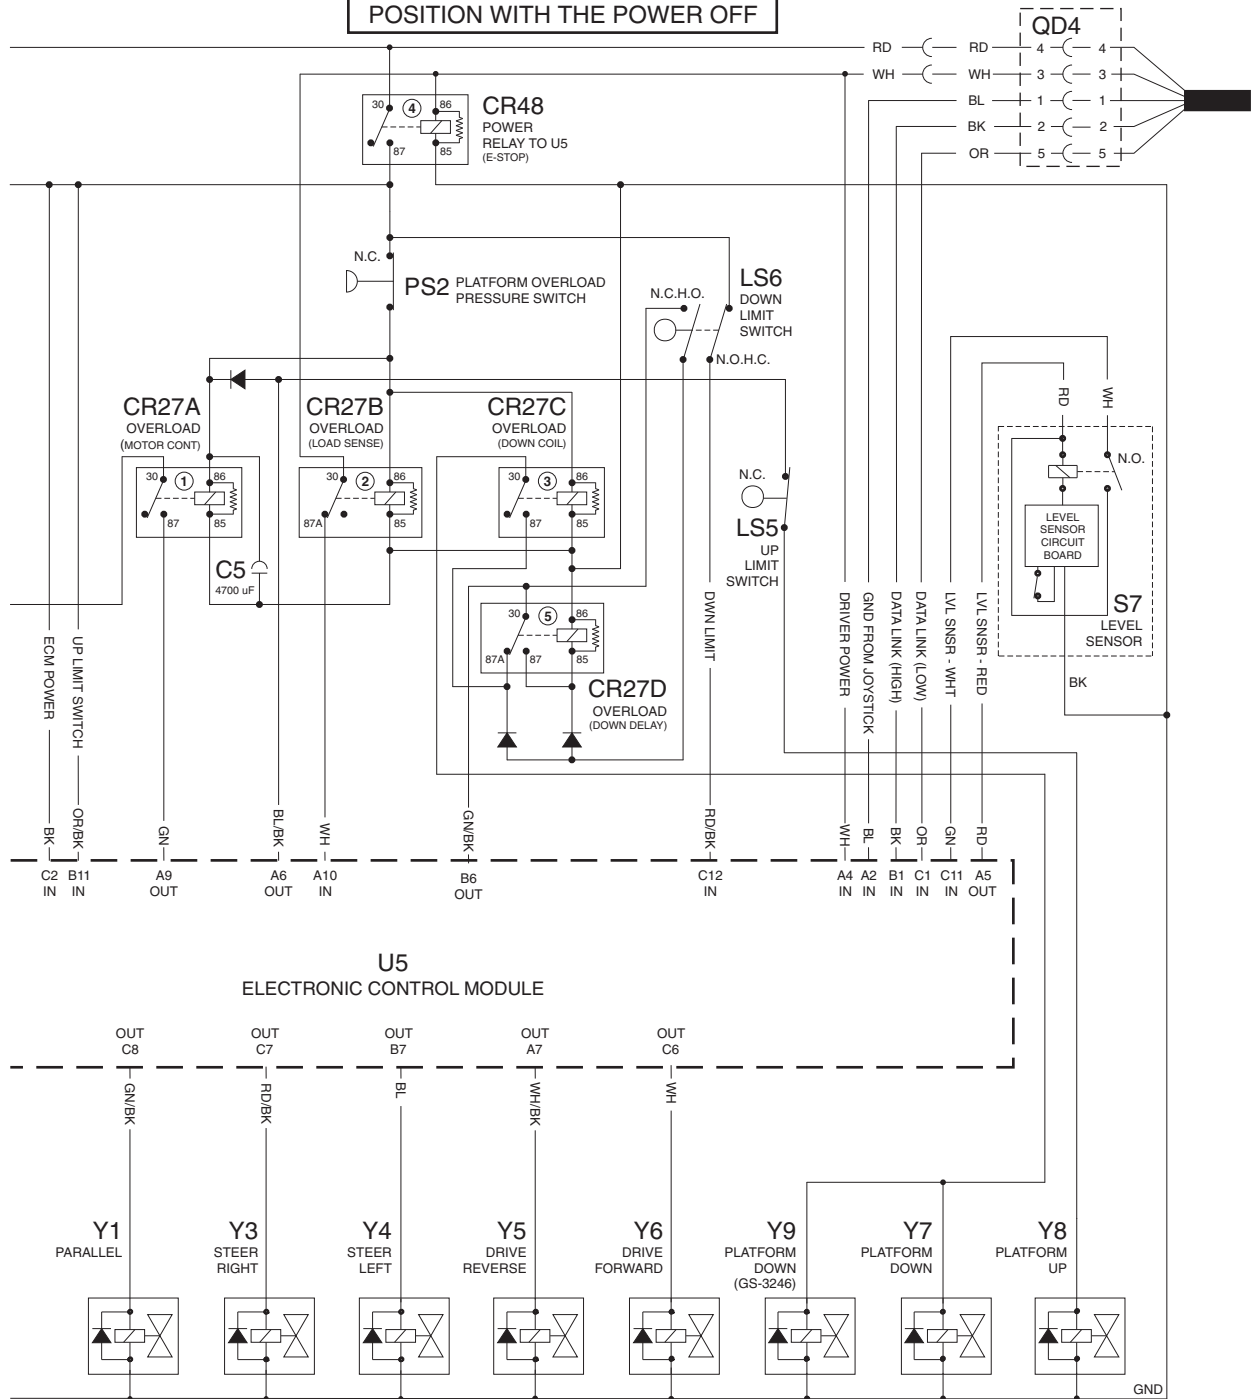 POSITION WITH THE POWER OFF
QD4
RD RD 4 4
WH WH 3 3
BL 1 1
BK 2 2
OR 5 5
30 4 86
87 85
CR48
POWER
RELAY TO U5
(E-STOP)
N.C.
PS2 PLATFORM OVERLOAD
PRESSURE SWITCH
N.C.H.O.
N.O.H.C.
LS6
DOWN
LIMIT
SWITCH
CR27A
OVERLOAD
(MOTOR CONT)
30 1 86
87 85
CR27B
OVERLOAD
(LOAD SENSE)
30 2 86
87A 85
CR27C
OVERLOAD
(DOWN COIL)
30 3 86
87 85
C5
4700 uF
N.C.
LS5
UP
LIMIT
SWITCH
30 5 86
87A 87 85
CR27D
OVERLOAD
(DOWN DELAY)
RD
WH
N.O.
LEVEL
SENSOR
CIRCUIT
BOARD
S7
LEVEL
SENSOR
BK
ECM POWER
UP LIMIT SWITCH
DWN LIMIT
DRIVER POWER
GND FROM JOYSTICK
DATA LINK (HIGH)
DATA LINK (LOW)
LVL SNSR - WHT
LVL SNSR - RED
BK
OR/BK
GN
BL/BK
WH
GN/BK
RD/BK
WH
BL
BK
OR
GN
RD
C2 B11 A9 A6 A10 B6 C12 A4 A2 B1 C1 C11 A5
IN IN OUT OUT IN OUT IN IN IN IN IN IN OUT
U5
ELECTRONIC CONTROL MODULE
OUT OUT OUT OUT OUT
C8 C7 B7 A7 C6
GN/BK
RD/BK
BL
WH/BK
WH
Y1
PARALLEL
Y3
STEER
RIGHT
Y4
STEER
LEFT
Y5
DRIVE
REVERSE
Y6
DRIVE
FORWARD
Y9
PLATFORM
DOWN
(GS-3246)
Y7
PLATFORM
DOWN
Y8
PLATFORM
UP
GND